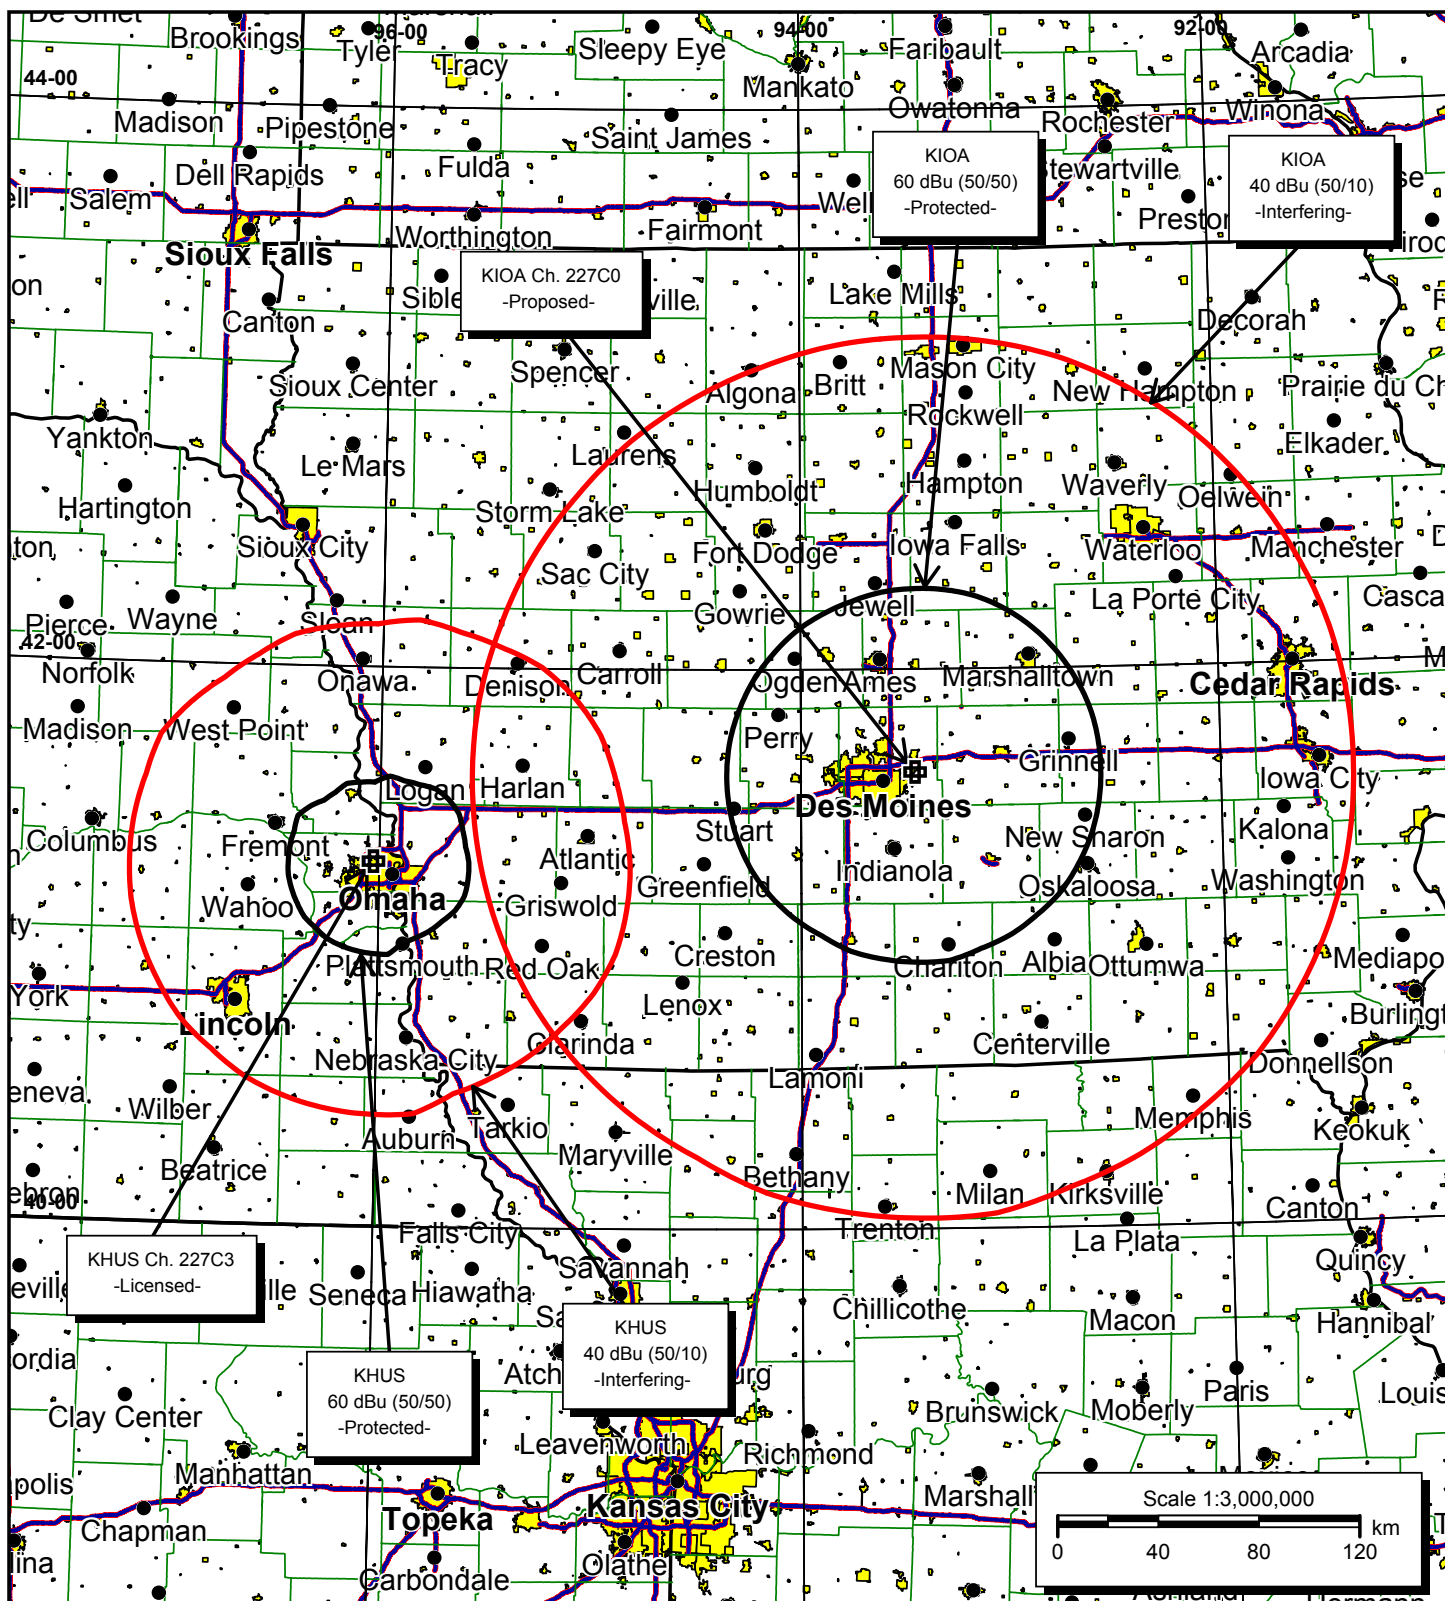 De Smet
Brookings
Tyler
96-00
Tracy
Sleepy Eye
94-00
Mankato
Faribault
92-00
Arcadia
44-00
Madison
Pipestone
Saint James
Owatonna
Rochester
Winona
Dell Rapids
Fulda
KIOA
60 dBu (50/50)
-Protected-
Stewartville
KIOA
40 dBu (50/10)
-Interfering-
Salem
Worthington
Fairmont
Sioux Falls
KIOA Ch. 227C0
-Proposed-
Lake Mills
Canton
Decorah
Sioux Center
Spencer
Algona
Britt
Mason City
Rockwell
New Hampton
Prairie du Ch
Yankton
Le Mars
Laurens
Elkader
Hartington
Humboldt
Hampton
Waverly
Oelwein
Storm Lake
Sioux City
Fort Dodge
Iowa Falls
Waterloo
Manchester
Sac City
Pierce
Wayne
Sloan
Gowrie
Jewell
La Porte City
Casca
42-00
Norfolk
Onawa
Denison
Carroll
Ogden
Ames
Marshalltown
Cedar Rapids
Madison
West Point
Perry
Grinnell
Iowa City
Logan
Harlan
Des Moines
Columbus
Fremont
Stuart
New Sharon
Kalona
Atlantic
Omaha
Wahoo
Griswold
Greenfield
Indianola
Oskaloosa
Washington
Plattsmouth
Red Oak
Creston
Chariton
Albia
Ottumwa
Mediapo
York
Lincoln
Lenox
Burlingt
Nebraska City
Clarinda
Centerville
Donnellson
Lamoni
eneva
Wilber
Auburn
Tarkio
Memphis
Keokuk
Beatrice
Maryville
Bethany
Milan
Kirksville
ebron
40-00
Falls City
Trenton
Canton
La Plata
Quincy
KHUS Ch. 227C3
-Licensed-
Seneca
Hiawatha
Savannah
Chillicothe
Macon
Hannibal
KHUS
40 dBu (50/10)
-Interfering-
ordia
KHUS
60 dBu (50/50)
-Protected-
Atch
urg
Paris
Louis
Clay Center
Brunswick
Moberly
Leavenworth
Richmond
Manhattan
apolis
Marshall
Scale 1:3,000,000
km
0
40
80
120
Chapman
Topeka
Kansas City
lina
Olathe
Carbondale